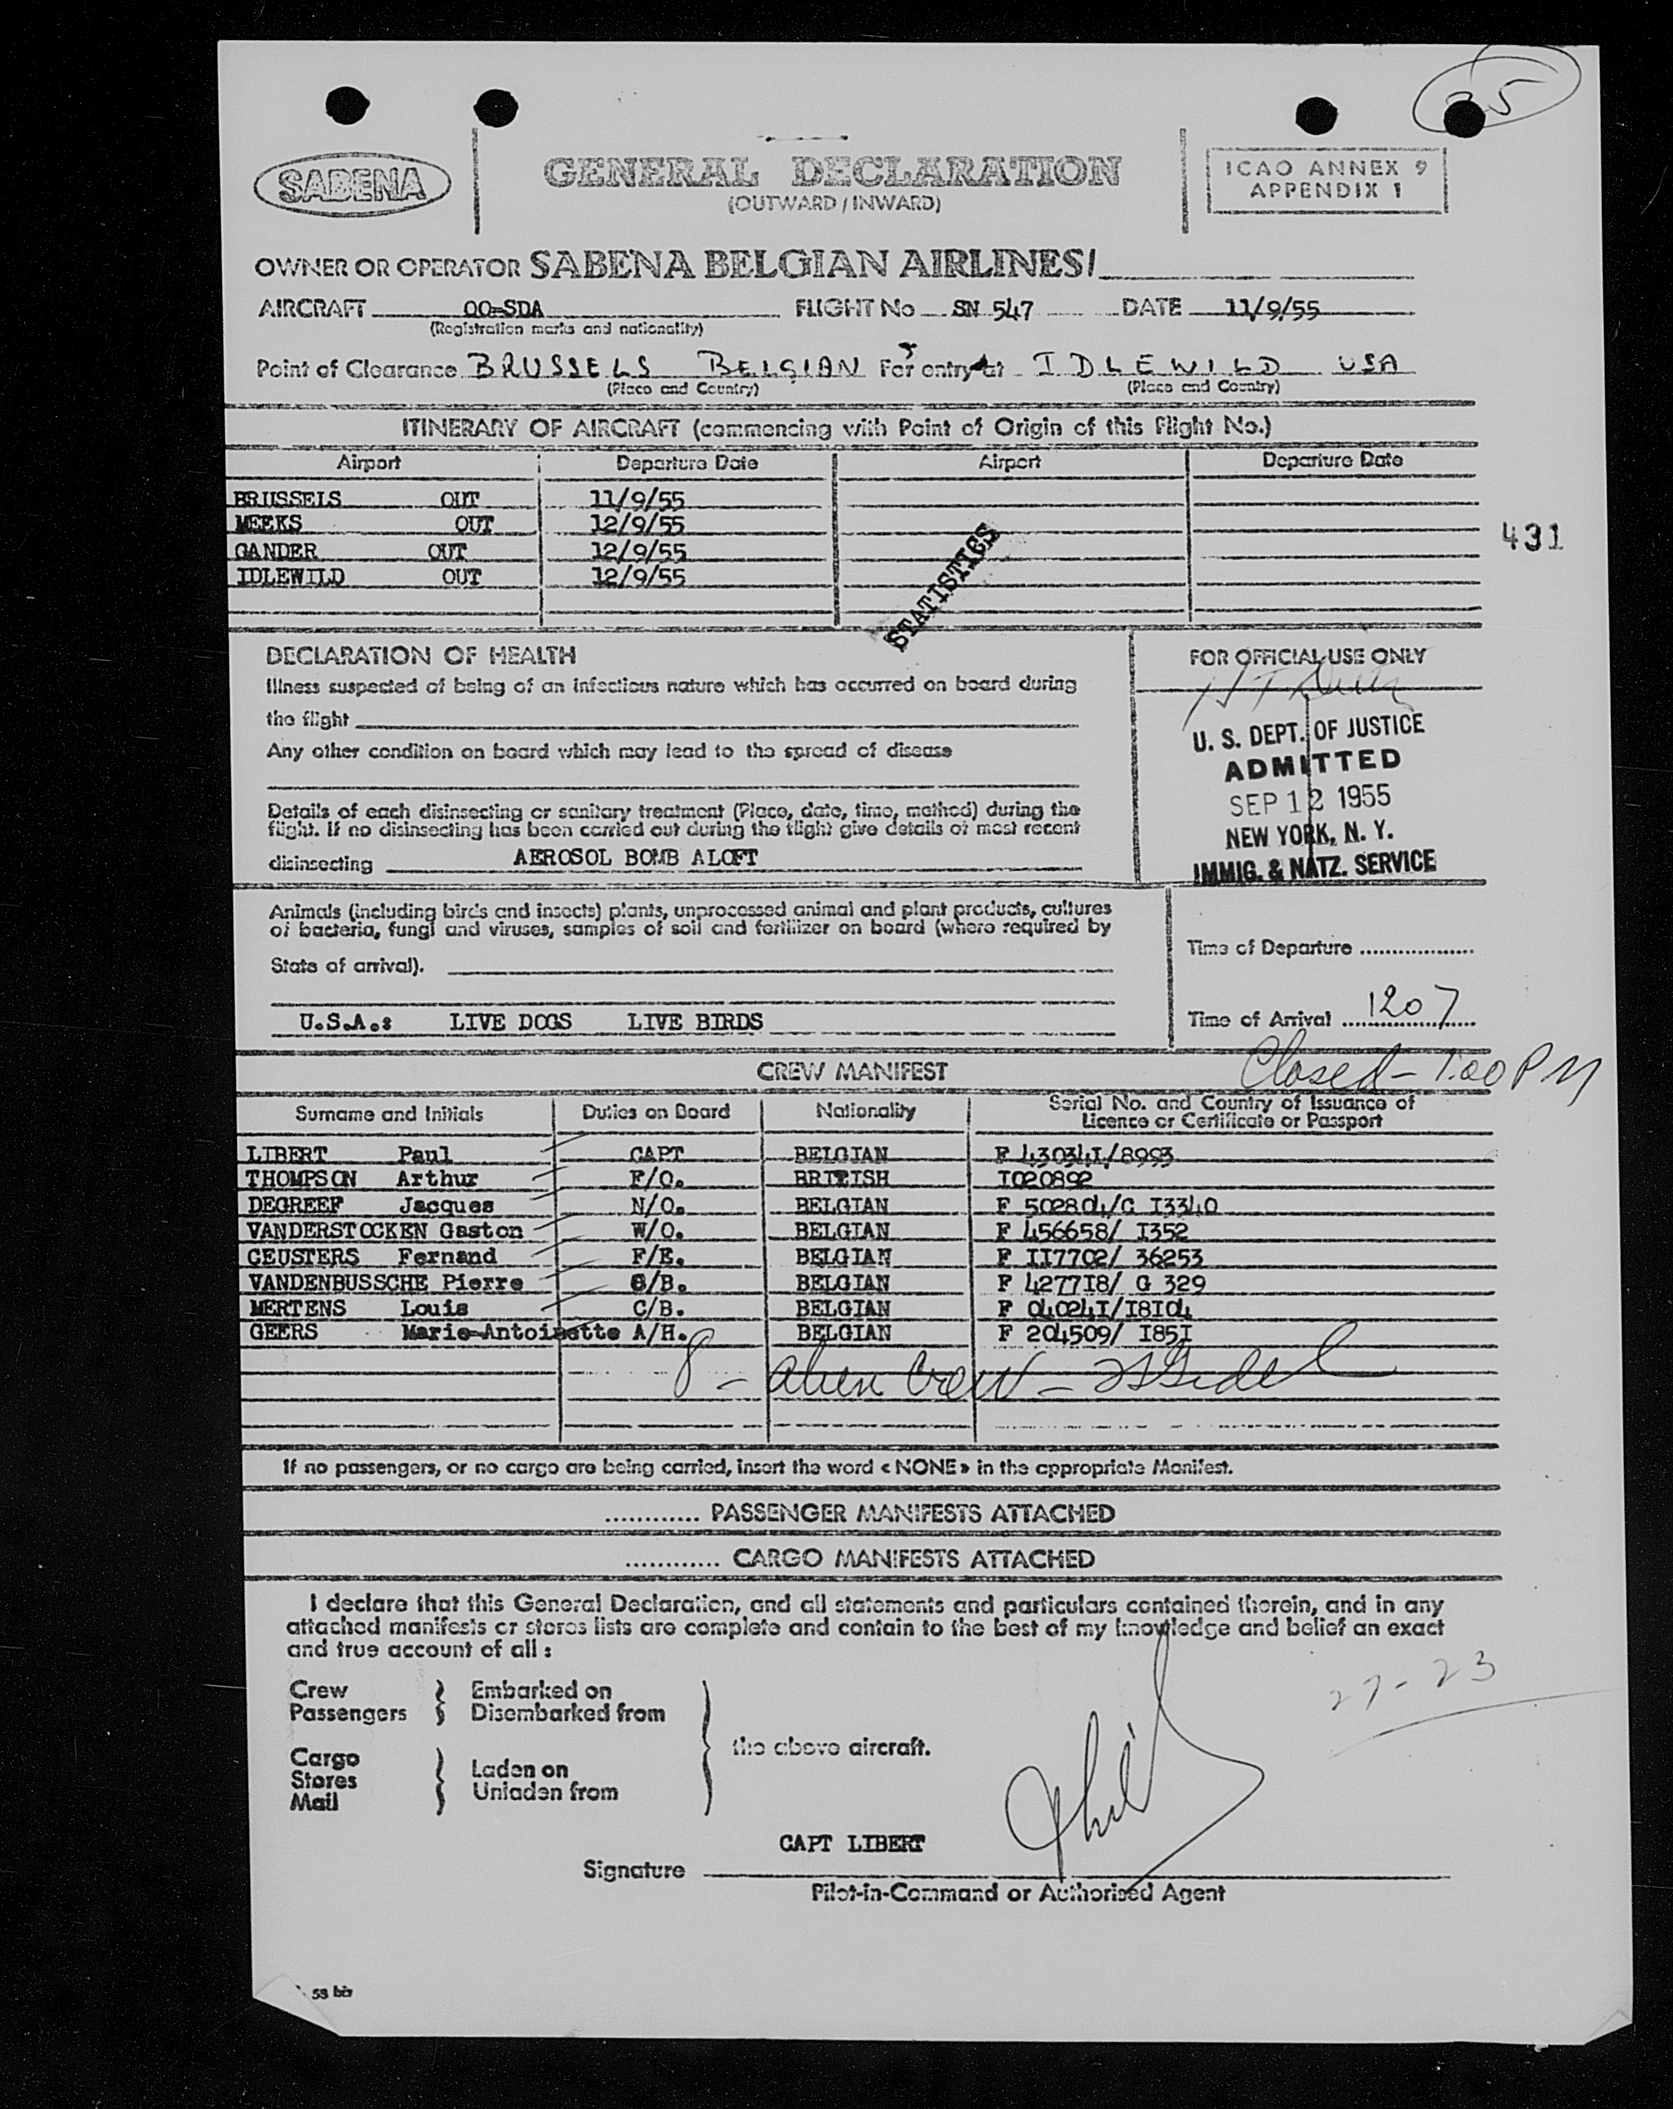 25
SABENA
GENERAL DECLARATION
(OUTWARD / INWARD)
ICAO ANNEX 9
APPENDIX 1
OWNER OR OPERATOR SABENA BELGIAN AIRLINES/
AIRCRAFT OO-SDA FLIGHT No SN 547 DATE 11/9/55
(Registration marks and nationality)
Point of Clearance BRUSSELS BELGIAN For entry at IDLEWILD USA
(Place and Country) (Place and Country)
ITINERARY OF AIRCRAFT (commencing with Point of Origin of this Flight No.)
Airport Departure Date Airport Departure Date
BRUSSELS OUT 11/9/55
MEEKS OUT 12/9/55
GANDER OUT 12/9/55
IDLEWILD OUT 12/9/55
431
STATISTICS
DECLARATION OF HEALTH
Illness suspected of being of an infectious nature which has occurred on board during
the flight
Any other condition on board which may lead to the spread of disease
Details of each disinsecting or sanitary treatment (Place, date, time, method) during the
flight. If no disinsecting has been carried out during the flight give details of most recent
disinsecting AEROSOL BOMB ALOFT
FOR OFFICIAL USE ONLY
U. S. DEPT. OF JUSTICE
ADMITTED
SEP 12 1955
NEW YORK, N. Y.
IMMIG. & NATZ. SERVICE
Animals (including birds and insects) plants, unprocessed animal and plant products, cultures
of bacteria, fungi and viruses, samples of soil and fertilizer on board (where required by
State of arrival).
U.S.A.: LIVE DOGS LIVE BIRDS
Time of Departure
Time of Arrival 1207
Closed - 1:00 PM
CREW MANIFEST
Surname and Initials Duties on Board Nationality Serial No. and Country of Issuance of
Licence or Certificate or Passport
LIBERT Paul CAPT BELGIAN F 43034I/8993
THOMPSON Arthur F/O. BRITISH I020892
DEGREEF Jacques N/O. BELGIAN F 502804/G I3340
VANDERSTOCKEN Gaston W/O. BELGIAN F 456658/ I352
CEUSTERS Fernand F/E. BELGIAN F II7702/ 36253
VANDENBUSSCHE Pierre S/B. BELGIAN F 4277I8/ G 329
MERTENS Louis C/B. BELGIAN F 04024I/I8I04
GEERS Marie-Antoinette A/H. BELGIAN F 204509/ I85I
8 - alien Crew -
If no passengers, or no cargo are being carried, insert the word « NONE » in the appropriate Manifest.
............ PASSENGER MANIFESTS ATTACHED
............ CARGO MANIFESTS ATTACHED
I declare that this General Declaration, and all statements and particulars contained therein, and in any
attached manifests or stores lists are complete and contain to the best of my knowledge and belief an exact
and true account of all :
Crew
Passengers
Embarked on
Disembarked from
Cargo
Stores
Mail
Laden on
Unladen from
the above aircraft.
27-23
CAPT LIBERT
Signature
Pilot-in-Command or Authorised Agent
53 bis